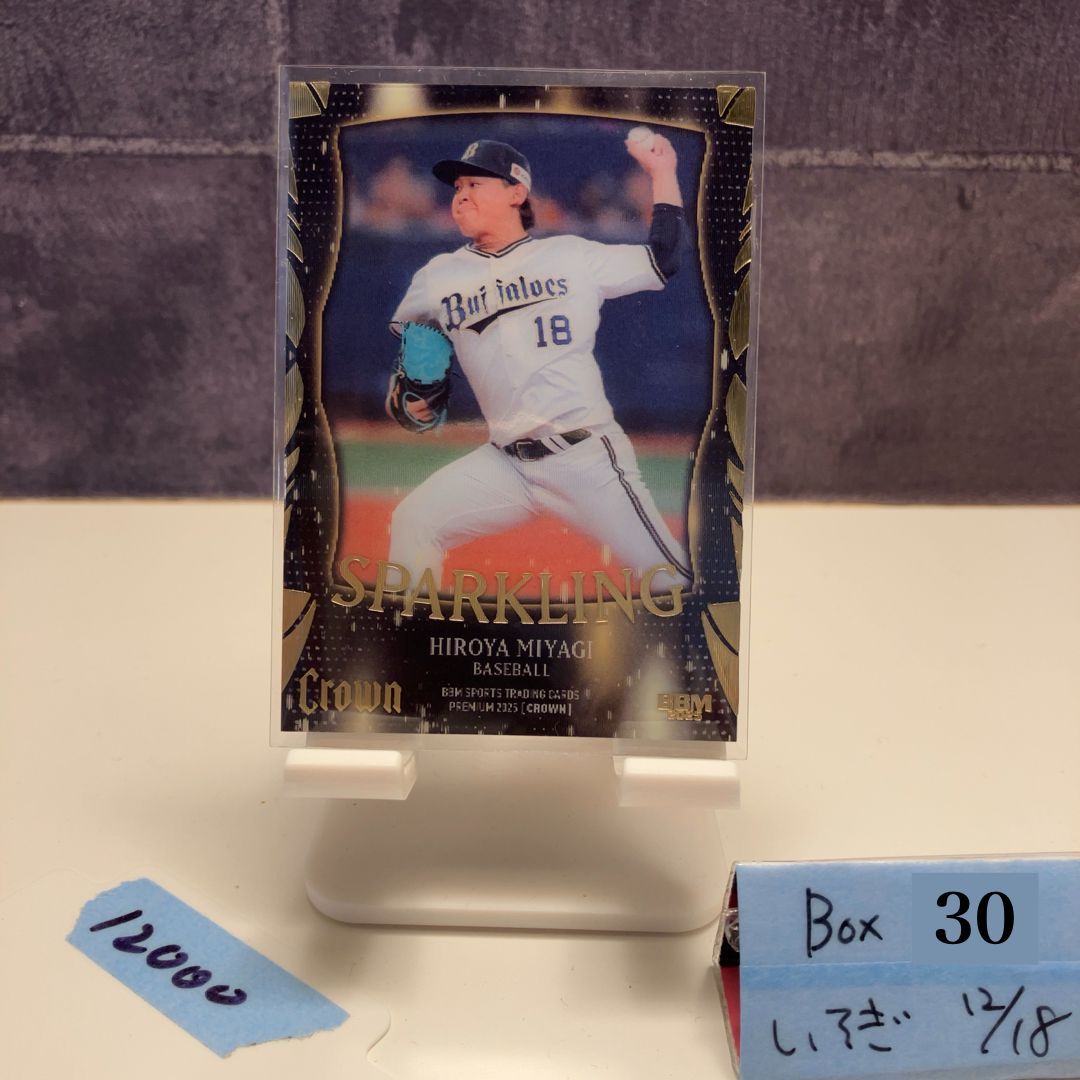 B
Buffaloes
18
SPARKLING
HIROYA MIYAGI
BASEBALL
Crown
BBM SPORTS TRADING CARDS
PREMIUM 2025 [CROWN]
BBM
2025
12000
Box 30
いろぎ 12/18